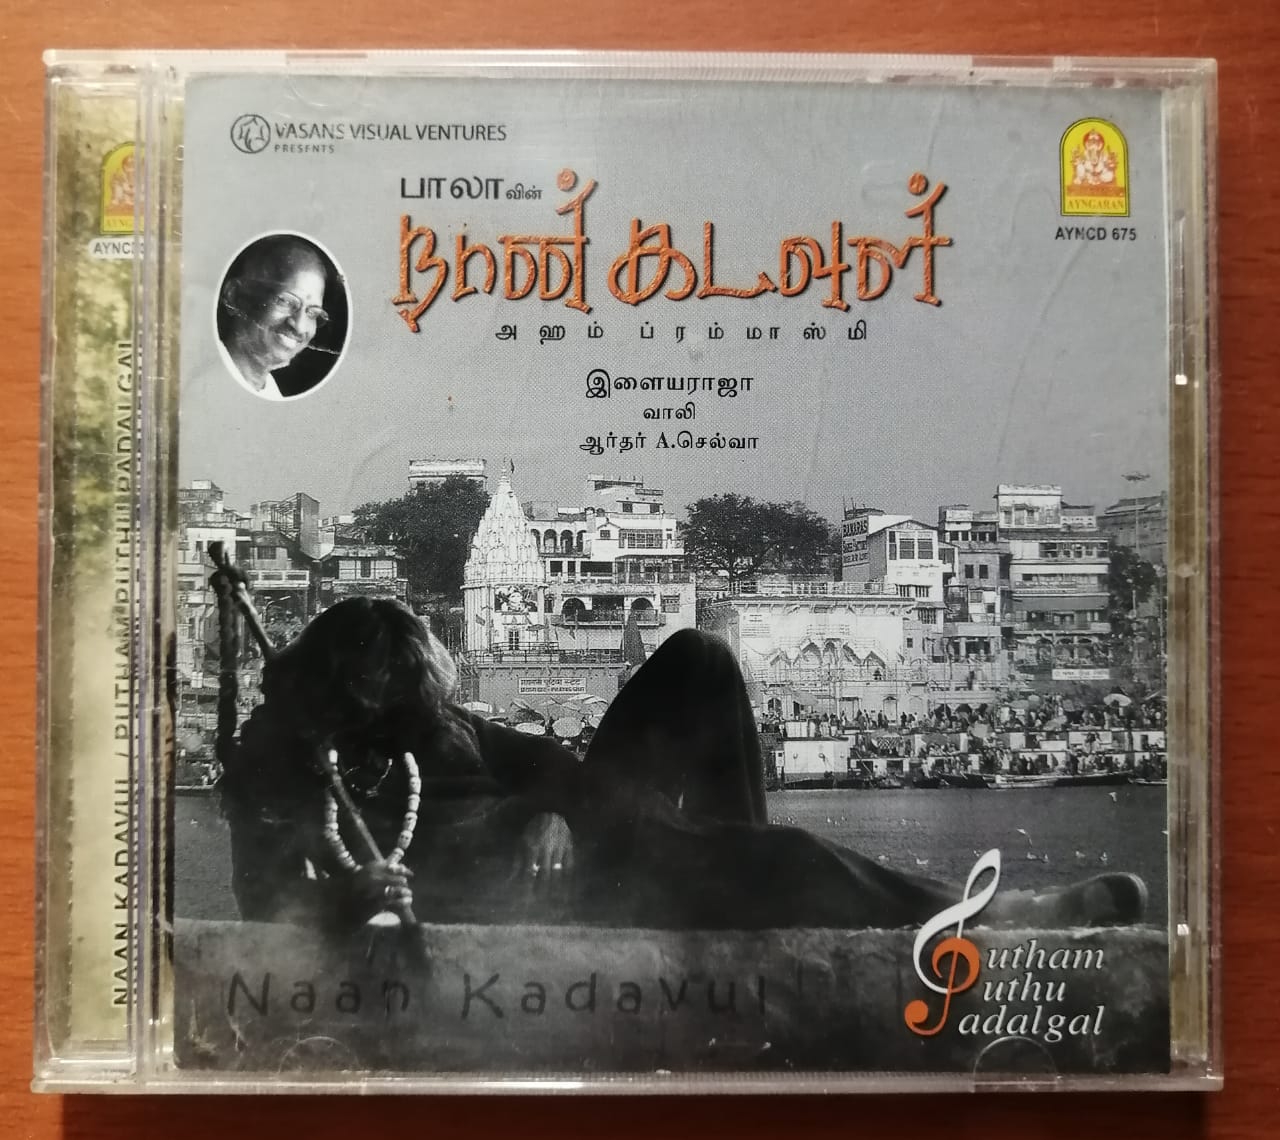 VASANS VISUAL VENTURES
PRESENTS
பாலாவின்
நான் கடவுள்
அஹம் ப்ரம்மாஸ்மி
இளையராஜா
வாலி
ஆர்தர் A.செல்வா
AYNGARAN
AYNCD 675
NAAN KADAVUL / PUTHAM PUTHU PADALGAL
BANARAS
Naan Kadavul
Putham
Puthu
Padalgal